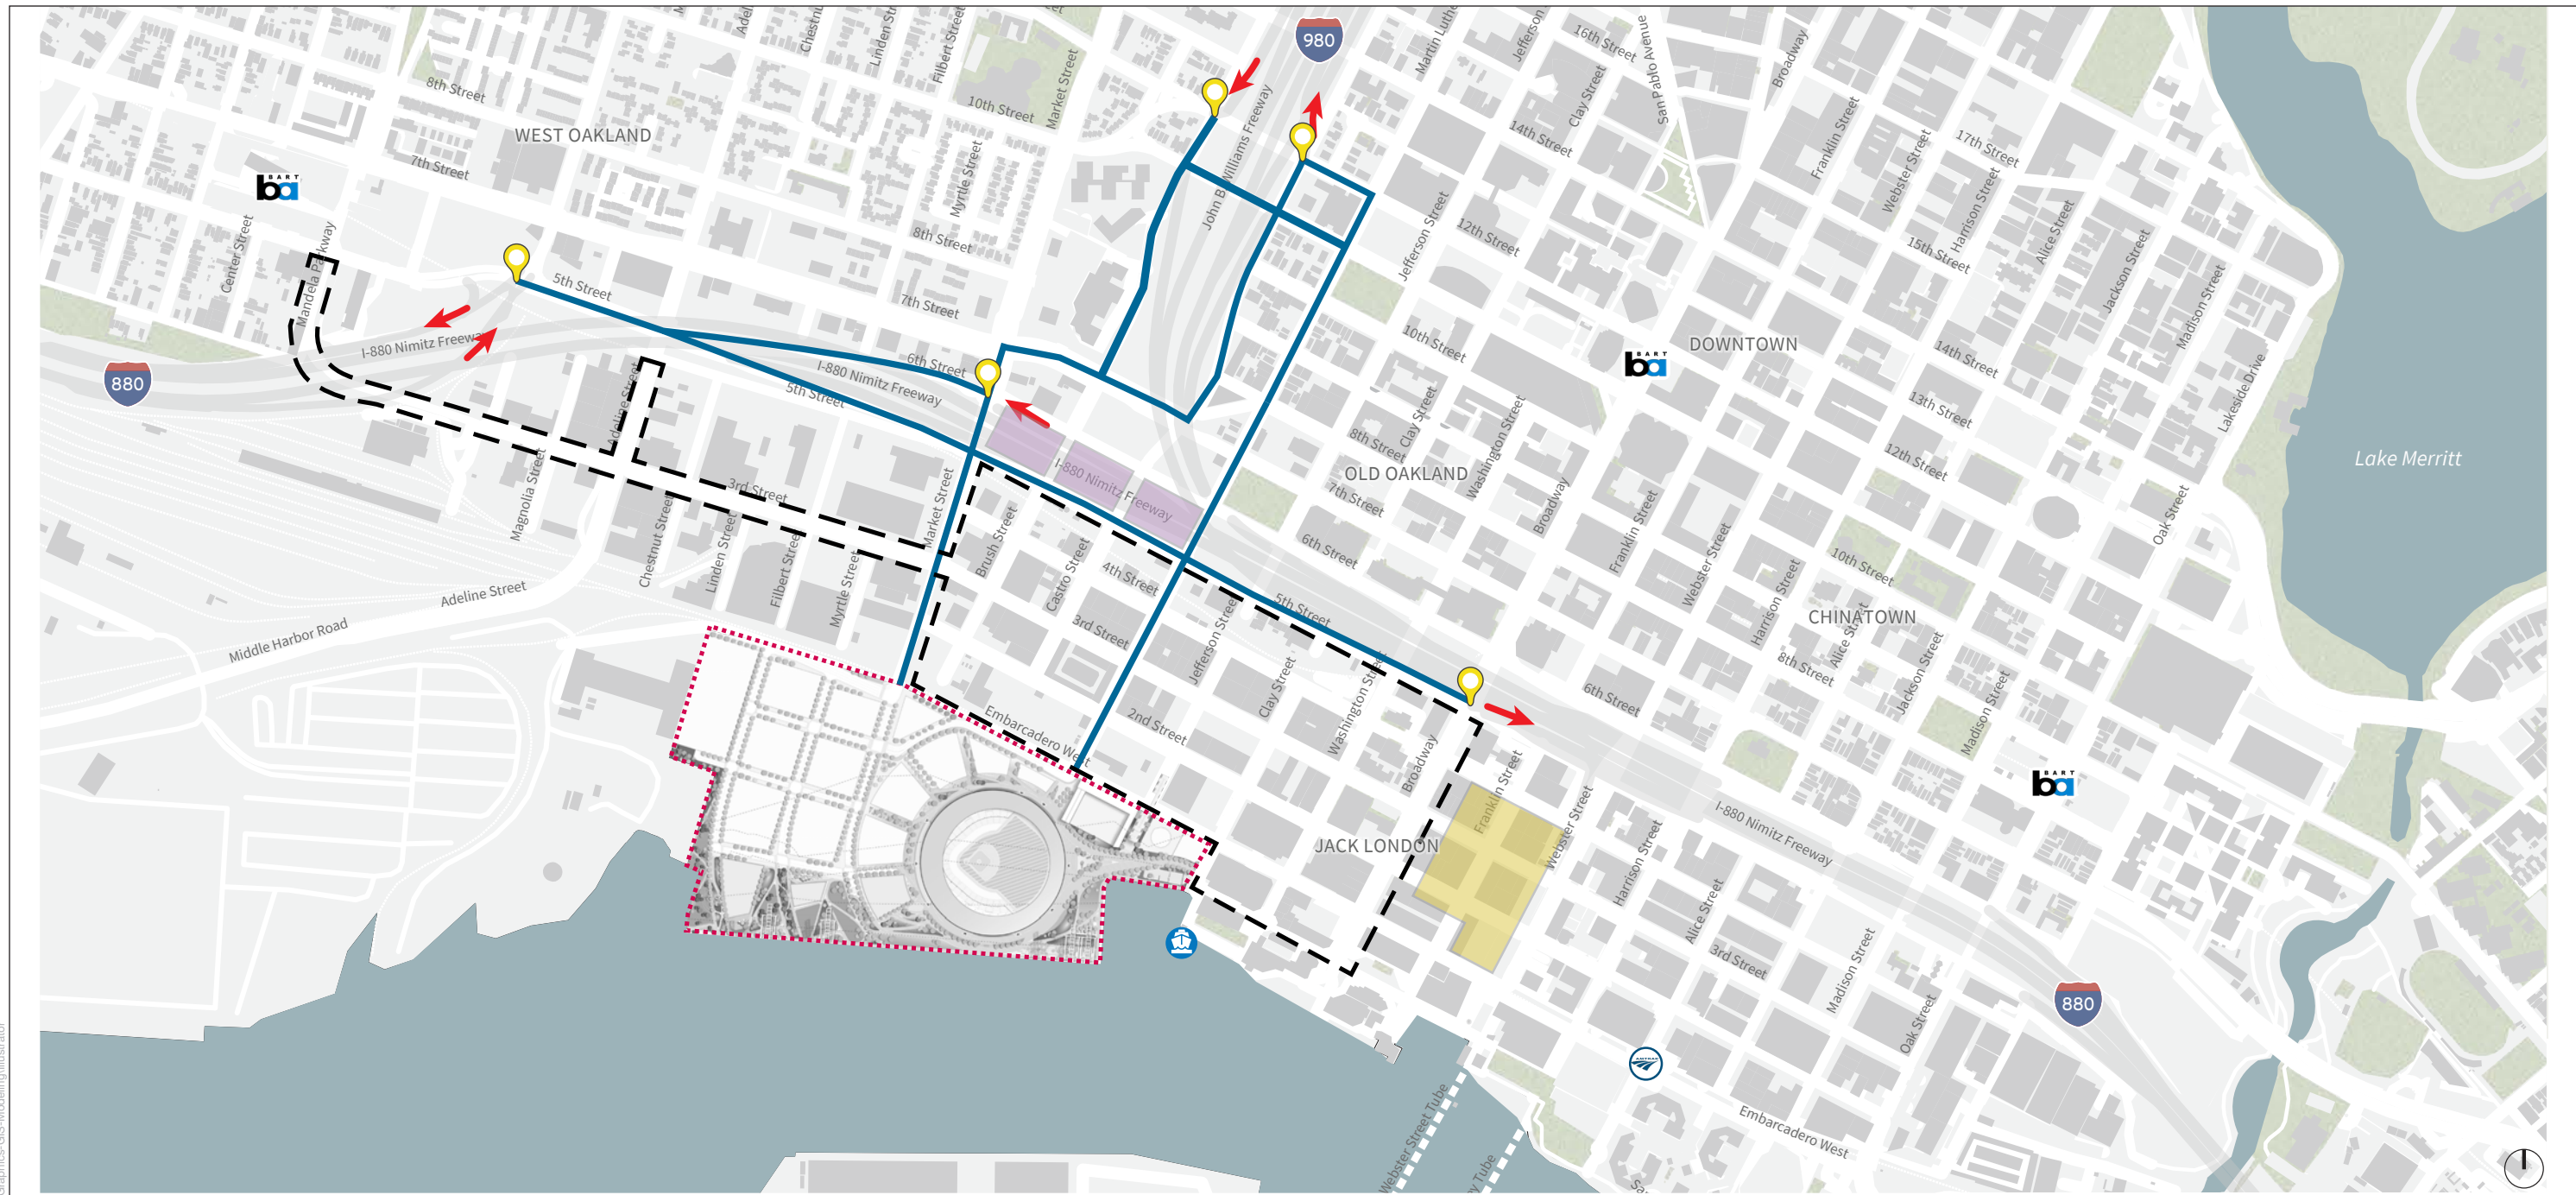 980
16th Street
San Pablo Avenue
Broadway
8th Street
10th Street
Market Street
WEST OAKLAND
John B. Williams Freeway
Clay Street
14th Street
Franklin Street
Webster Street
17th Street
7th Street
BART
ba
Myrtle Street
Harrison Street
Center Street
Mandela Parkway
8th Street
Jefferson Street
12th Street
15th Street
Alice Street
Jackson Street
Madison Street
5th Street
7th Street
I-880 Nimitz Freeway
6th Street
10th Street
DOWNTOWN
BART
ba
14th Street
880
I-880 Nimitz Freeway
5th Street
Adeline Street
Clay Street
8th Street
Washington Street
13th Street
Lakeside Drive
12th Street
Lake Merritt
OLD OAKLAND
I-880 Nimitz Freeway
7th Street
3rd Street
Magnolia Street
Market Street
Broadway
Franklin Street
Oak Street
Chestnut Street
Linden Street
Filbert Street
Myrtle Street
Brush Street
Castro Street
4th Street
6th Street
Webster Street
10th Street
Adeline Street
Middle Harbor Road
3rd Street
5th Street
Jefferson Street
Harrison Street
CHINATOWN
Alice Street
8th Street
Jackson Street
Clay Street
Washington Street
6th Street
Madison Street
Embarcadero West
2nd Street
Broadway
Franklin Street
BART
ba
Webster Street
I-880 Nimitz Freeway
JACK LONDON
Harrison Street
Alice Street
3rd Street
Madison Street
Oak Street
880
Embarcadero West
Webster Street Tube
Tube